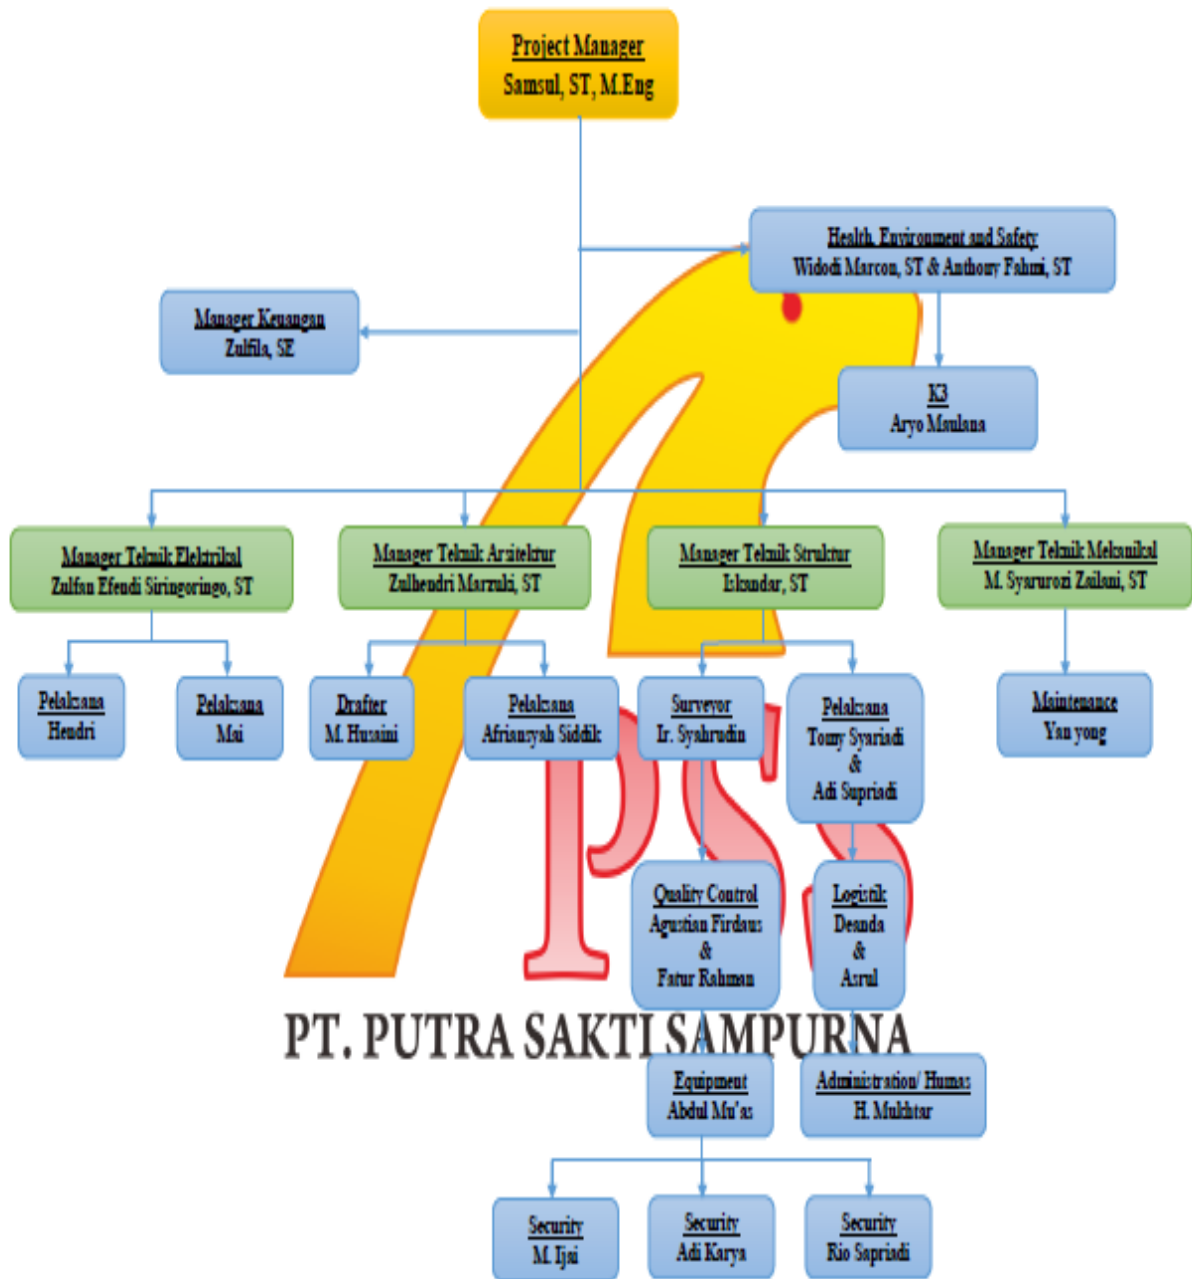 Project Manager
Samsul, ST, M.Eng
Health, Environment and Safety
Widodi Marcon, ST & Anthony Fahmi, ST
Manager Keuangan
Zulfila, SE
K3
Aryo Maulana
Manager Teknik Elektrikal
Zulfan Efendi Siringoringo, ST
Manager Teknik Arsitektur
Zulhendri Marzuki, ST
Manager Teknik Struktur
Iskandar, ST
Manager Teknik Mekanikal
M. Syarurozi Zailani, ST
Pelaksana
Hendri
Pelaksana
Mai
Drafter
M. Husaini
Pelaksana
Afriansyah Siddik
Surveyor
Ir. Syahrudin
Pelaksana
Tomy Syariadi
&
Adi Supriadi
Maintenance
Yan yong
PSS
Quality Control
Agustian Firdaus
&
Fatur Rahman
Logistik
Deanda
&
Asrul
PT. PUTRA SAKTI SAMPURNA
Equipment
Abdul Mu'as
Administration/ Humas
H. Mukhtar
Security
M. Ijai
Security
Adi Karya
Security
Rio Sapriadi